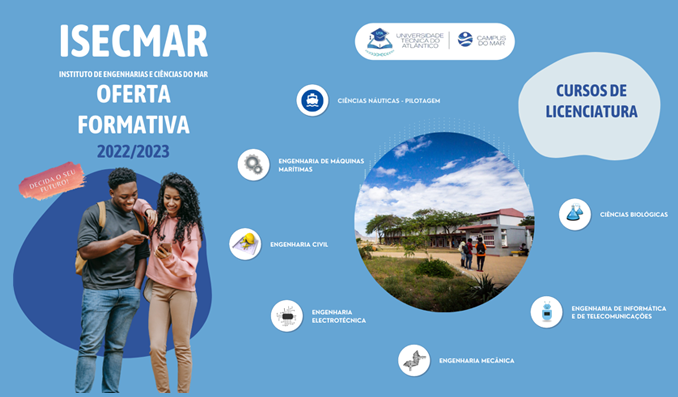 ISECMAR
INSTITUTO DE ENGENHARIAS E CIÊNCIAS DO MAR
OFERTA
FORMATIVA
2022/2023
DECIDA O SEU
FUTURO!
UNIVERSIDADE
TÉCNICA DO
ATLÂNTICO
CAMPUS
DO MAR
CURSOS DE
LICENCIATURA
CIÊNCIAS NÁUTICAS - PILOTAGEM
ENGENHARIA DE MÁQUINAS
MARÍTIMAS
ENGENHARIA CIVIL
ENGENHARIA
ELECTROTÉCNICA
ENGENHARIA MECÂNICA
CIÊNCIAS BIOLÓGICAS
ENGENHARIA DE INFORMÁTICA
E DE TELECOMUNICAÇÕES